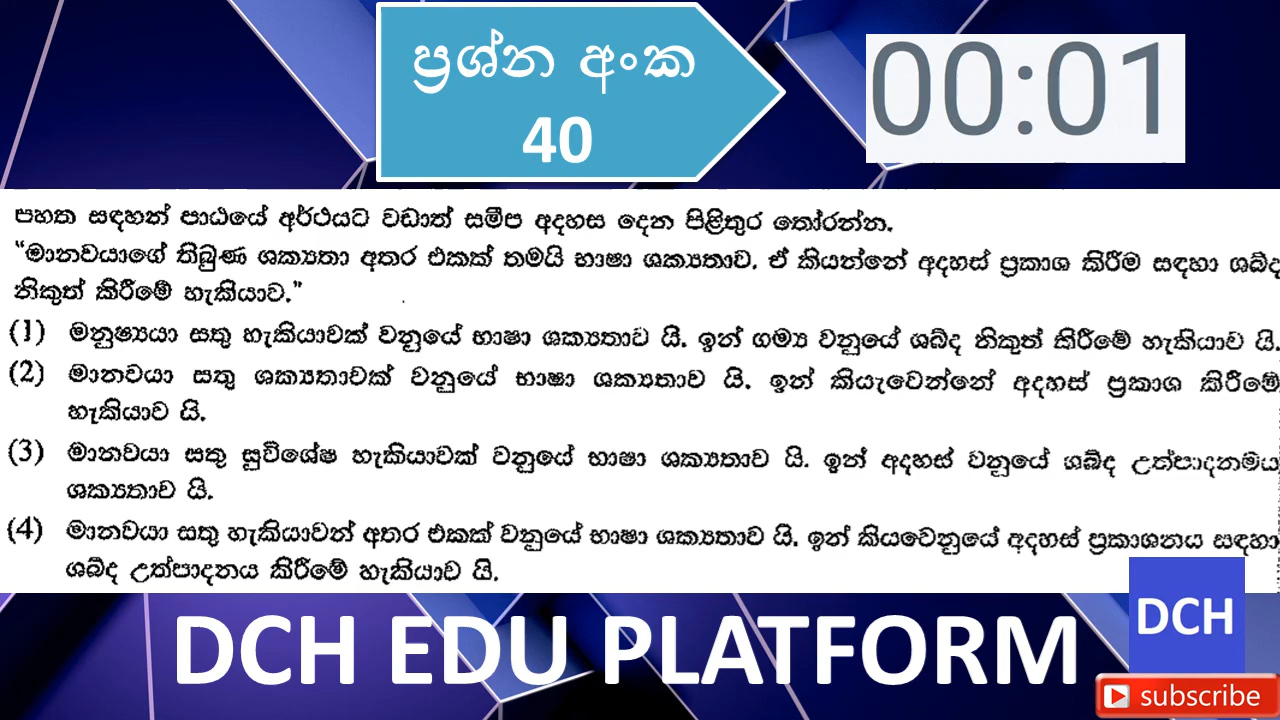 ප්‍රශ්න අංක
40
00:01
පහත සඳහන් පාඨයේ අර්ථයට වඩාත් සමීප අදහස දෙන පිළිතුර තෝරන්න.
“මානවයාගේ තිබුණ ශක්‍යතා අතර එකක් තමයි භාෂා ශක්‍යතාව. ඒ කියන්නේ අදහස් ප්‍රකාශ කිරීම සඳහා ශබ්ද
නිකුත් කිරීමේ හැකියාව.”
(1) මනුෂ්‍යයා සතු හැකියාවක් වනුයේ භාෂා ශක්‍යතාව යි. ඉන් ගම්‍ය වනුයේ ශබ්ද නිකුත් කිරීමේ හැකියාව යි.
(2) මානවයා සතු ශක්‍යතාවක් වනුයේ භාෂා ශක්‍යතාව යි. ඉන් කියැවෙන්නේ අදහස් ප්‍රකාශ කිරීමේ
හැකියාව යි.
(3) මානවයා සතු සුවිශේෂ හැකියාවක් වනුයේ භාෂා ශක්‍යතාව යි. ඉන් අදහස් වනුයේ ශබ්ද උත්පාදනමය
ශක්‍යතාව යි.
(4) මානවයා සතු හැකියාවන් අතර එකක් වනුයේ භාෂා ශක්‍යතාව යි. ඉන් කියවෙනුයේ අදහස් ප්‍රකාශනය සඳහා
ශබ්ද උත්පාදනය කිරීමේ හැකියාව යි.
DCH EDU PLATFORM
DCH
subscribe